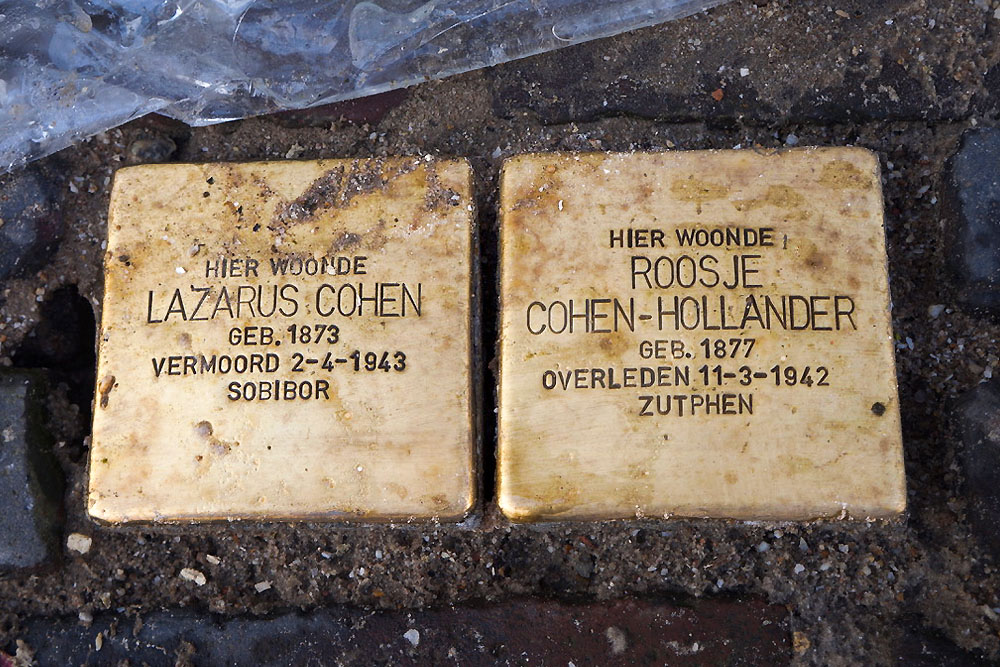 HIER WOONDE
LAZARUS COHEN
GEB. 1873
VERMOORD 2-4-1943
SOBIBOR
HIER WOONDE
ROOSJE
COHEN-HOLLANDER
GEB. 1877
OVERLEDEN 11-3-1942
ZUTPHEN